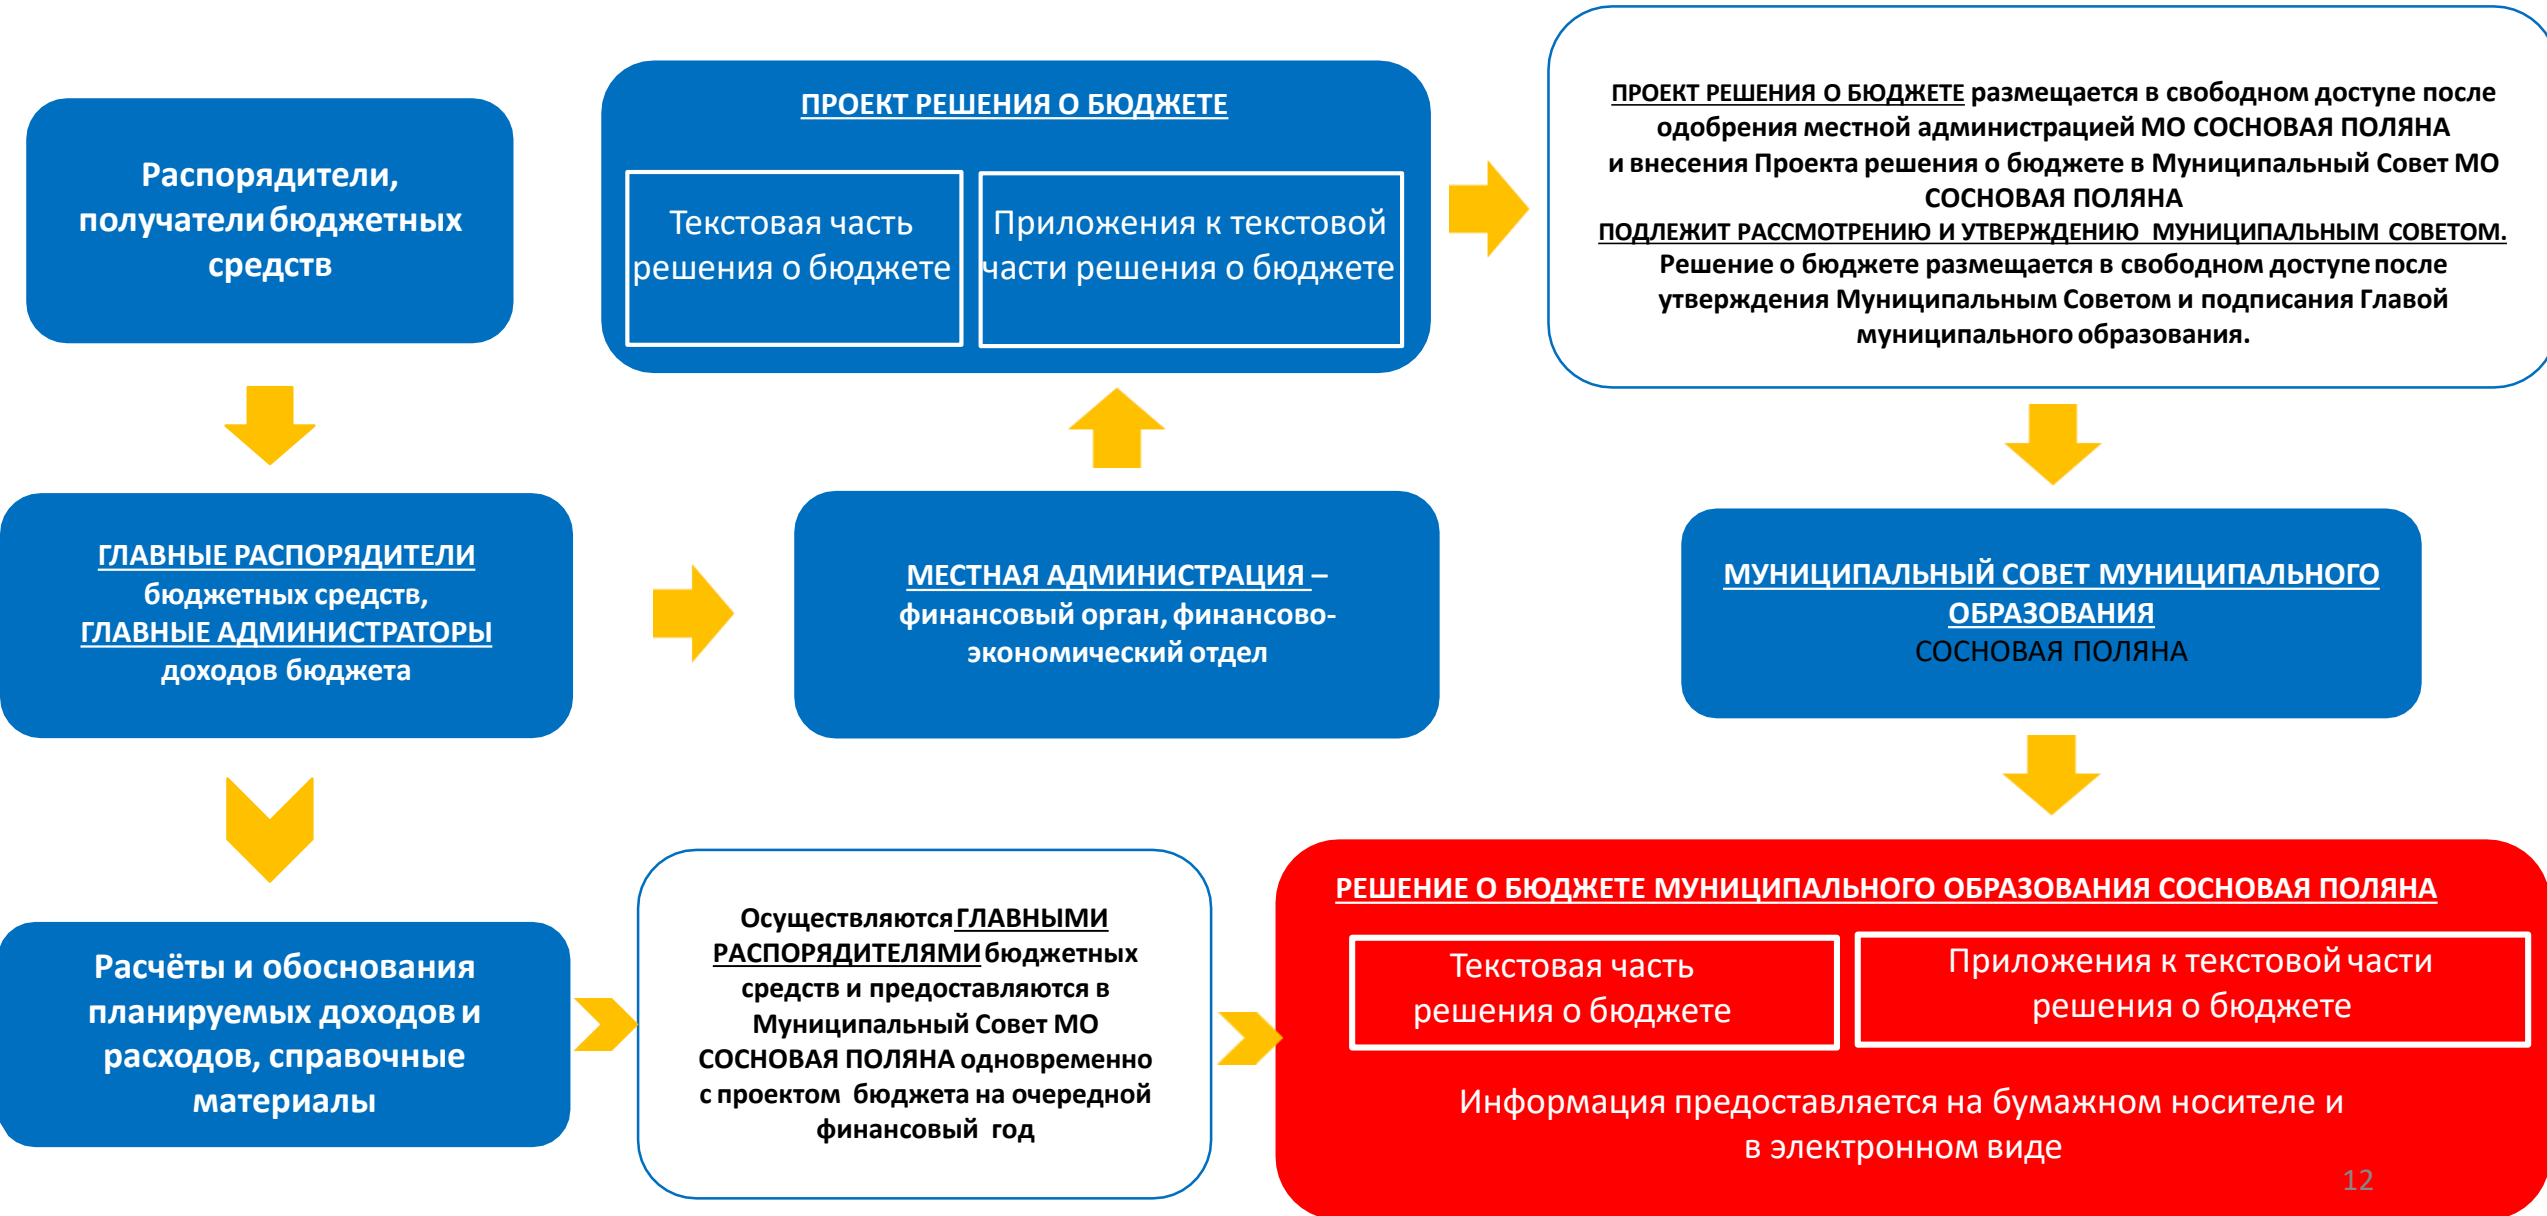 Распорядители,
получатели бюджетных
средств
ПРОЕКТ РЕШЕНИЯ О БЮДЖЕТЕ
Текстовая часть
решения о бюджете
Приложения к текстовой
части решения о бюджете
ПРОЕКТ РЕШЕНИЯ О БЮДЖЕТЕ размещается в свободном доступе после
одобрения местной администрацией МО СОСНОВАЯ ПОЛЯНА
и внесения Проекта решения о бюджете в Муниципальный Совет МО
СОСНОВАЯ ПОЛЯНА
ПОДЛЕЖИТ РАССМОТРЕНИЮ И УТВЕРЖДЕНИЮ МУНИЦИПАЛЬНЫМ СОВЕТОМ.
Решение о бюджете размещается в свободном доступе после
утверждения Муниципальным Советом и подписания Главой
муниципального образования.
ГЛАВНЫЕ РАСПОРЯДИТЕЛИ
бюджетных средств,
ГЛАВНЫЕ АДМИНИСТРАТОРЫ
доходов бюджета
МЕСТНАЯ АДМИНИСТРАЦИЯ –
финансовый орган, финансово-
экономический отдел
МУНИЦИПАЛЬНЫЙ СОВЕТ МУНИЦИПАЛЬНОГО
ОБРАЗОВАНИЯ
СОСНОВАЯ ПОЛЯНА
Расчёты и обоснования
планируемых доходов и
расходов, справочные
материалы
Осуществляются ГЛАВНЫМИ
РАСПОРЯДИТЕЛЯМИ бюджетных
средств и предоставляются в
Муниципальный Совет МО
СОСНОВАЯ ПОЛЯНА одновременно
с проектом бюджета на очередной
финансовый год
РЕШЕНИЕ О БЮДЖЕТЕ МУНИЦИПАЛЬНОГО ОБРАЗОВАНИЯ СОСНОВАЯ ПОЛЯНА
Текстовая часть
решения о бюджете
Приложения к текстовой части
решения о бюджете
Информация предоставляется на бумажном носителе и
в электронном виде
12